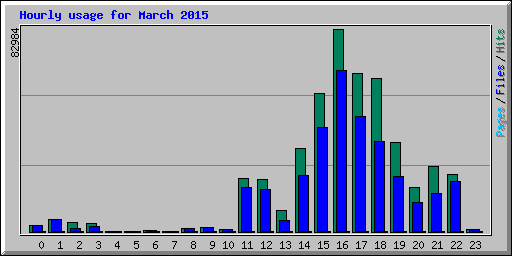 Hourly usage for March 2015
82984
Pages / Files / Hits
0 1 2 3 4 5 6 7 8 9 10 11 12 13 14 15 16 17 18 19 20 21 22 23